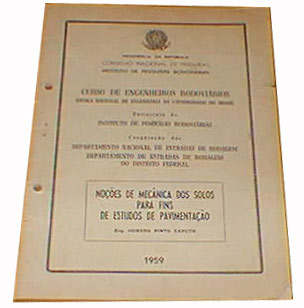 PRESIDÊNCIA DA REPÚBLICA
CONSELHO NACIONAL DE PESQUISAS
INSTITUTO DE PESQUISAS RODOVIÁRIAS
CURSO DE ENGENHEIROS RODOVIÁRIOS
ESCOLA NACIONAL DE ENGENHARIA DA UNIVERSIDADE DO BRASIL
Patrocínio do
INSTITUTO DE PESQUISAS RODOVIÁRIAS
Cooperação dos
DEPARTAMENTO NACIONAL DE ESTRADAS DE RODAGEM
DEPARTAMENTO DE ESTRADAS DE RODAGEM
DO DISTRITO FEDERAL
NOÇÕES DE MECÂNICA DOS SOLOS
PARA FINS
DE ESTUDOS DE PAVIMENTAÇÃO
Eng. HOMERO PINTO CAPUTO
1959